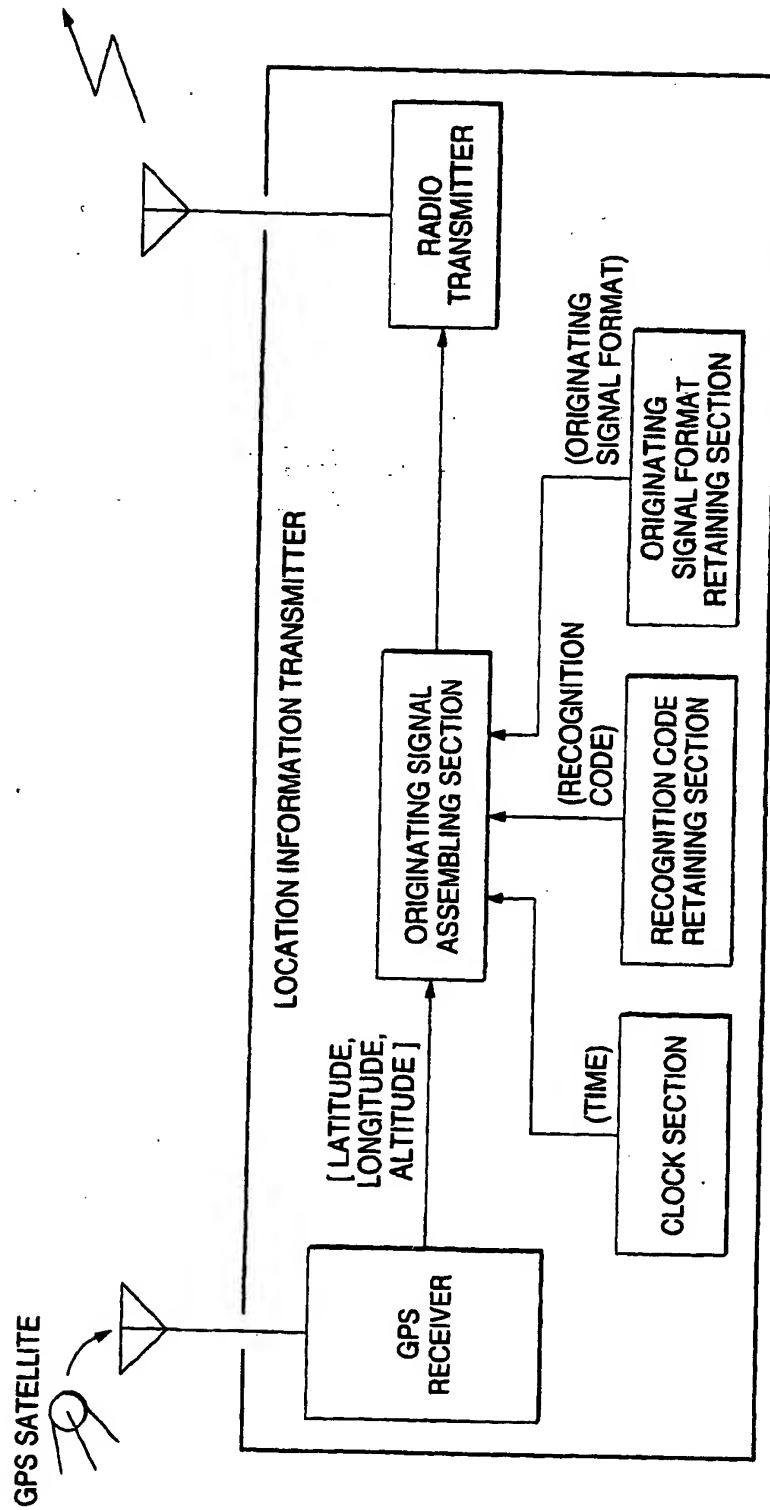 GPS SATELLITE
LOCATION INFORMATION TRANSMITTER
GPS
RECEIVER
[ LATITUDE,
LONGITUDE,
ALTITUDE ]
ORIGINATING SIGNAL
ASSEMBLING SECTION
RADIO
TRANSMITTER
(TIME)
(RECOGNITION
CODE)
(ORIGINATING
SIGNAL FORMAT)
CLOCK SECTION
RECOGNITION CODE
RETAINING SECTION
ORIGINATING
SIGNAL FORMAT
RETAINING SECTION